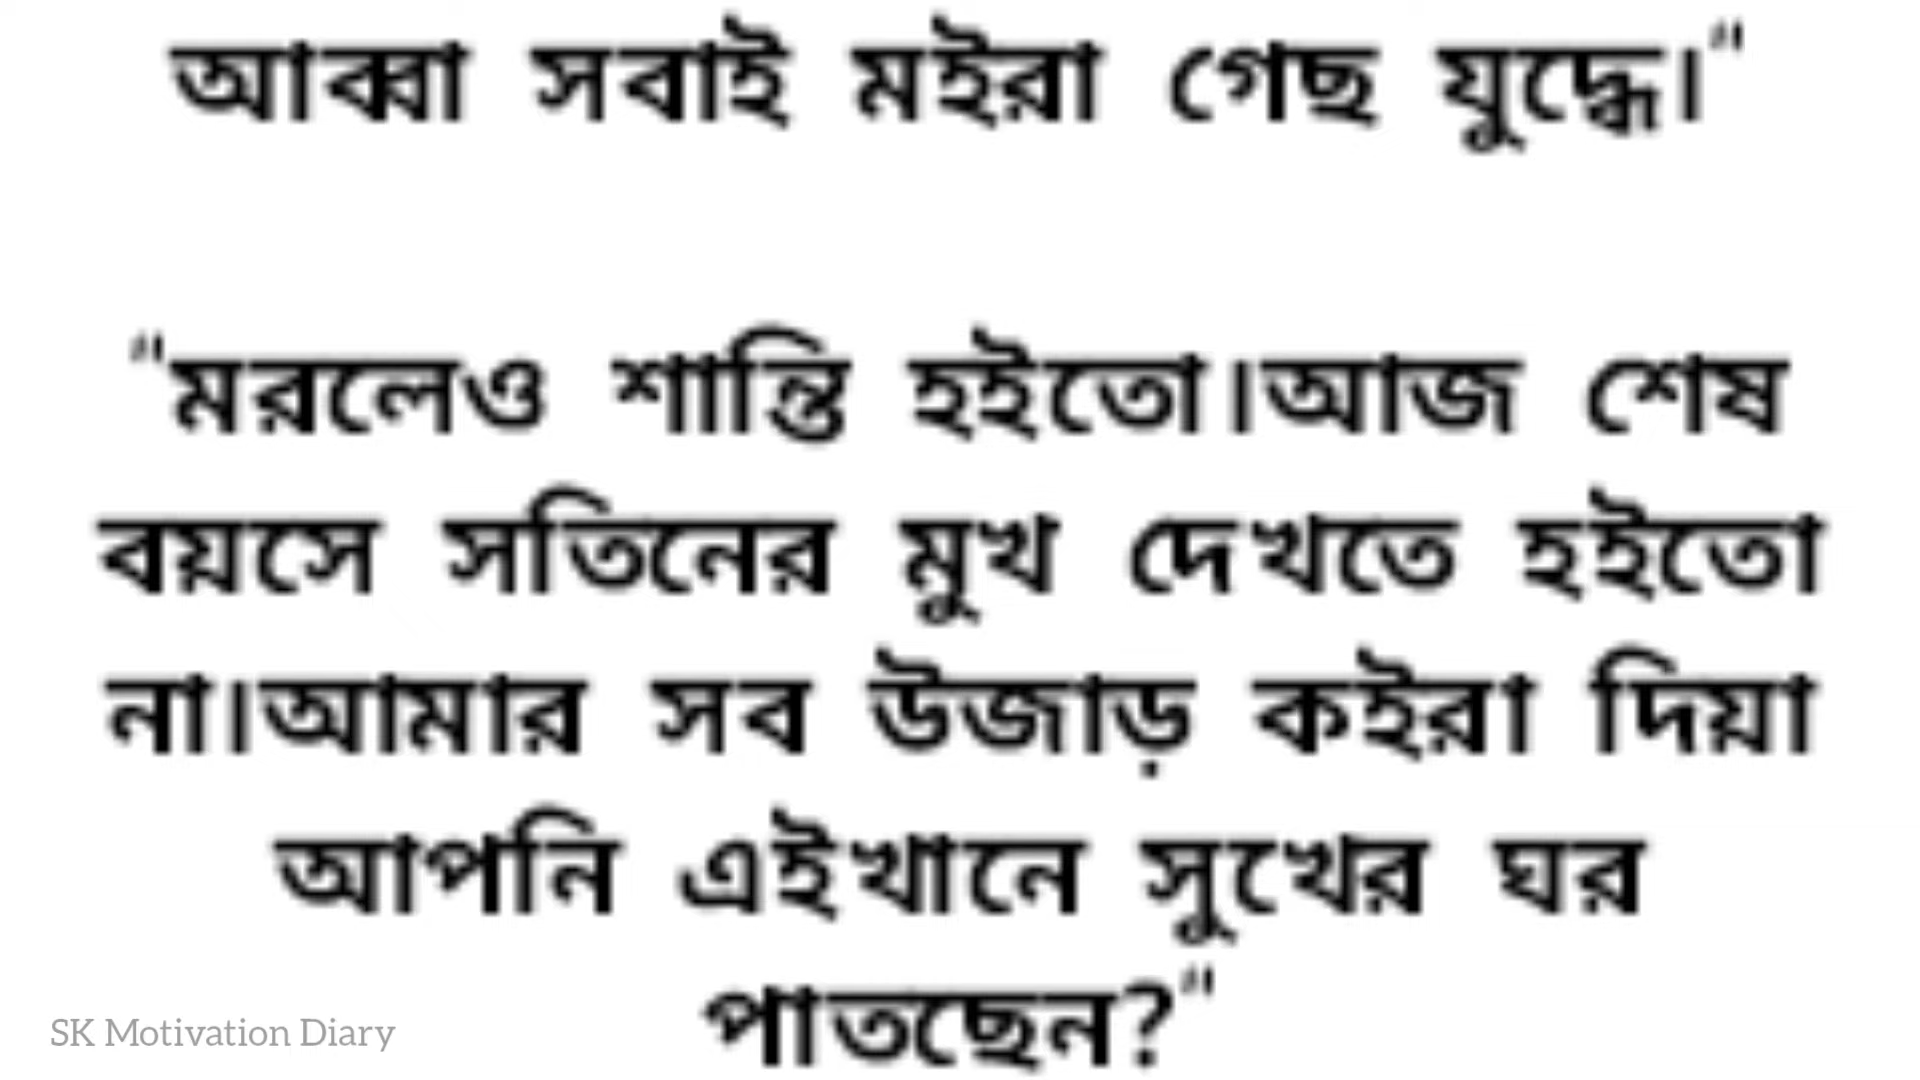 আব্বা সবাই মইরা গেছ যুদ্ধে।"
"মরলেও শান্তি হইতো।আজ শেষ
বয়সে সতিনের মুখ দেখতে হইতো
না।আমার সব উজাড় কইরা দিয়া
আপনি এইখানে সুখের ঘর
পাতছেন?"
SK Motivation Diary